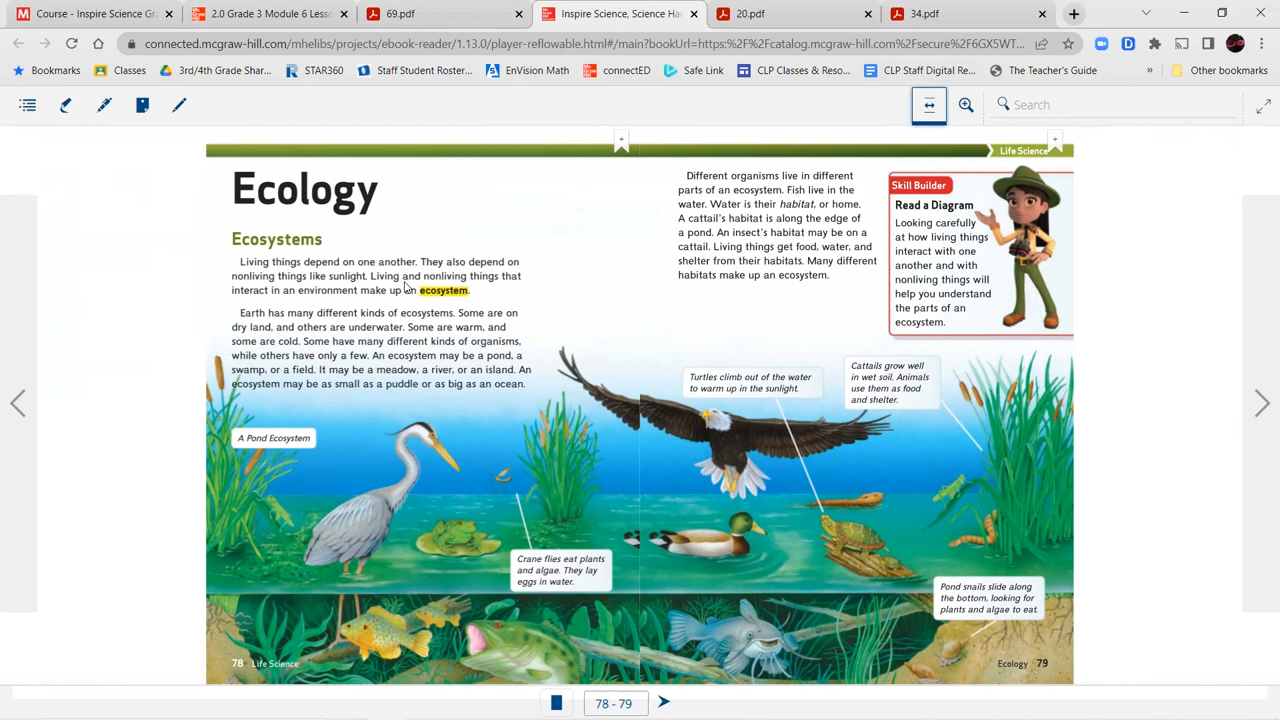 Course - Inspire Science Gr
2.0 Grade 3 Module 6 Lesso
69.pdf
Inspire Science, Science Ha
20.pdf
34.pdf
connected.mcgraw-hill.com/mhelibs/projects/ebook-reader/1.13.0/player-nowable.html#/main?bookUrl=https:%2F%2Fcatalog.mcgraw-hill.com%2Fsecure%2F6GX5WT...
Bookmarks
Classes
3rd/4th Grade Shar...
STAR360
Staff Student Roster...
EnVision Math
connectED
Safe Link
CLP Classes & Reso...
CLP Staff Digital Re...
The Teacher's Guide
»
Other bookmarks
Search
Life Science
Ecology
Ecosystems
Living things depend on one another. They also depend on
nonliving things like sunlight. Living and nonliving things that
interact in an environment make up an ecosystem.
Earth has many different kinds of ecosystems. Some are on
dry land, and others are underwater. Some are warm, and
some are cold. Some have many different kinds of organisms,
while others have only a few. An ecosystem may be a pond, a
swamp, or a field. It may be a meadow, a river, or an island. An
ecosystem may be as small as a puddle or as big as an ocean.
Different organisms live in different
parts of an ecosystem. Fish live in the
water. Water is their habitat, or home.
A cattail's habitat is along the edge of
a pond. An insect's habitat may be on a
cattail. Living things get food, water, and
shelter from their habitats. Many different
habitats make up an ecosystem.
Skill Builder
Read a Diagram
Looking carefully
at how living things
interact with one
another and with
nonliving things will
help you understand
the parts of an
ecosystem.
A Pond Ecosystem
Turtles climb out of the water
to warm up in the sunlight.
Cattails grow well
in wet soil. Animals
use them as food
and shelter.
Crane flies eat plants
and algae. They lay
eggs in water.
Pond snails slide along
the bottom, looking for
plants and algae to eat.
78 Life Science
Ecology 79
78 - 79